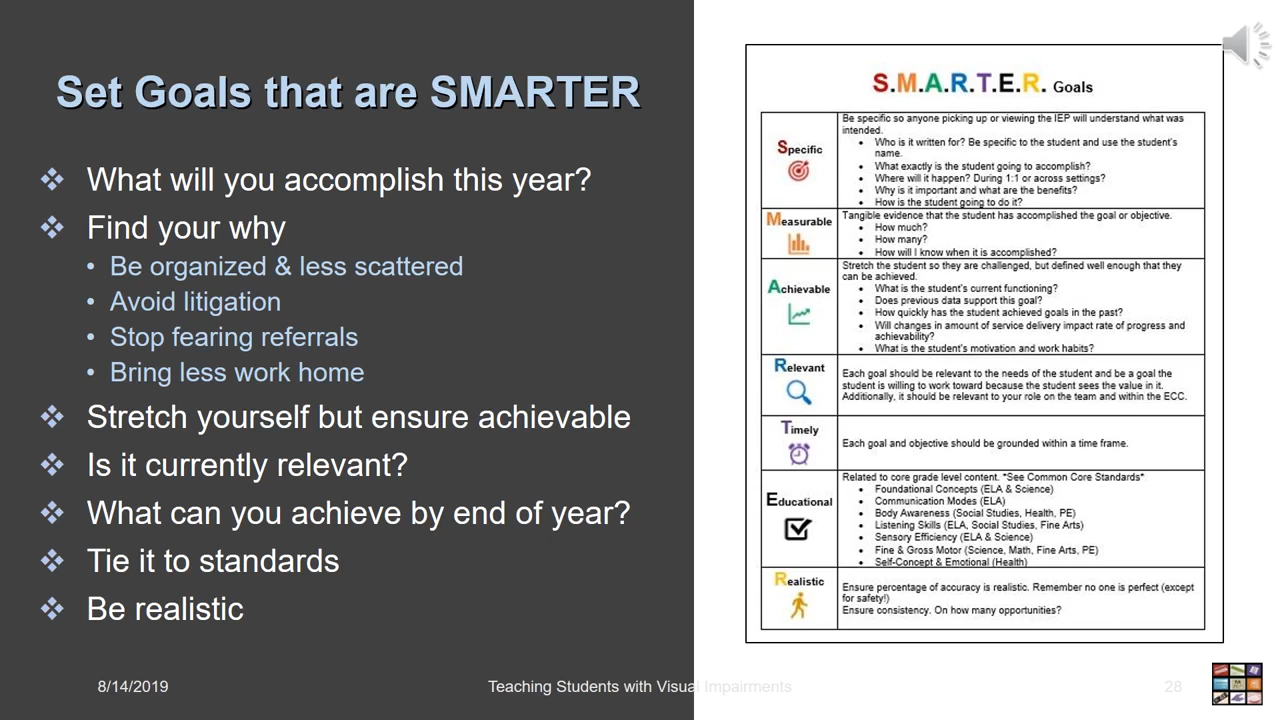 Set Goals that are SMARTER
What will you accomplish this year?
Find your why
Be organized & less scattered
Avoid litigation
Stop fearing referrals
Bring less work home
Stretch yourself but ensure achievable
Is it currently relevant?
What can you achieve by end of year?
Tie it to standards
Be realistic
S.M.A.R.T.E.R. Goals
Specific
Be specific so anyone picking up or viewing the IEP will understand what was
intended.
Who is it written for? Be specific to the student and use the student's
name.
What exactly is the student going to accomplish?
Where will it happen? During 1:1 or across settings?
Why is it important and what are the benefits?
How is the student going to do it?
Measurable
Tangible evidence that the student has accomplished the goal or objective.
How much?
How many?
How will I know when it is accomplished?
Achievable
Stretch the student so they are challenged, but defined well enough that they
can be achieved.
What is the student's current functioning?
Does previous data support this goal?
How quickly has the student achieved goals in the past?
Will changes in amount of service delivery impact rate of progress and
achievability?
What is the student's motivation and work habits?
Relevant
Each goal should be relevant to the needs of the student and be a goal the
student is willing to work toward because the student sees the value in it.
Additionally, it should be relevant to your role on the team and within the ECC.
Timely
Each goal and objective should be grounded within a time frame.
Educational
Related to core grade level content. *See Common Core Standards*
Foundational Concepts (ELA & Science)
Communication Modes (ELA)
Body Awareness (Social Studies, Health, PE)
Listening Skills (ELA, Social Studies, Fine Arts)
Sensory Efficiency (ELA & Science)
Fine & Gross Motor (Science, Math, Fine Arts, PE)
Self-Concept & Emotional (Health)
Realistic
Ensure percentage of accuracy is realistic. Remember no one is perfect (except
for safety!)
Ensure consistency. On how many opportunities?
8/14/2019
Teaching Students with Visual Impairments
28